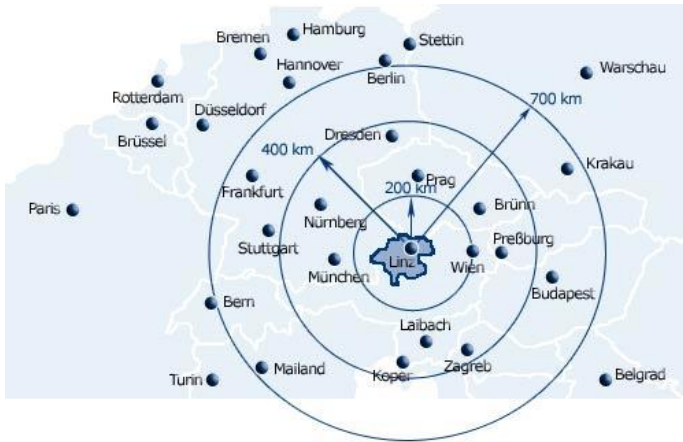 Hamburg
Bremen
Stettin
Hannover
Berlin
Warschau
Rotterdam
700 km
Düsseldorf
Brüssel
Dresden
400 km
Krakau
Prag
Frankfurt
200 km
Paris
Nürnberg
Brünn
Stuttgart
Preßburg
Linz
Wien
München
Budapest
Bern
Laibach
Mailand
Koper
Zagreb
Turin
Belgrad